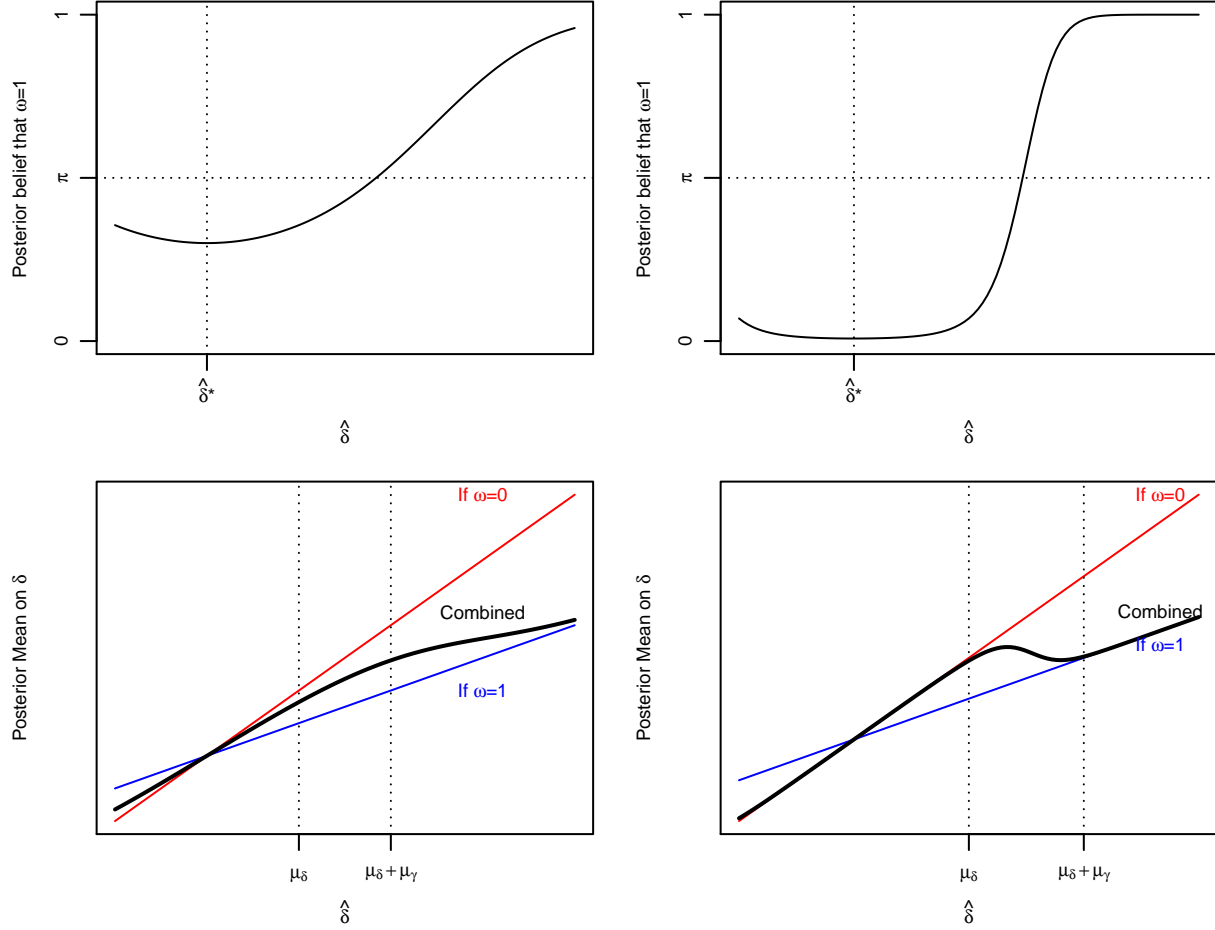 Posterior belief that ω=1
1
π
0
δ̂*
δ̂
Posterior belief that ω=1
1
π
0
δ̂*
δ̂
Posterior Mean on δ
If ω=0
Combined
If ω=1
μδ
μδ + μγ
δ̂
Posterior Mean on δ
If ω=0
Combined
If ω=1
μδ
μδ + μγ
δ̂